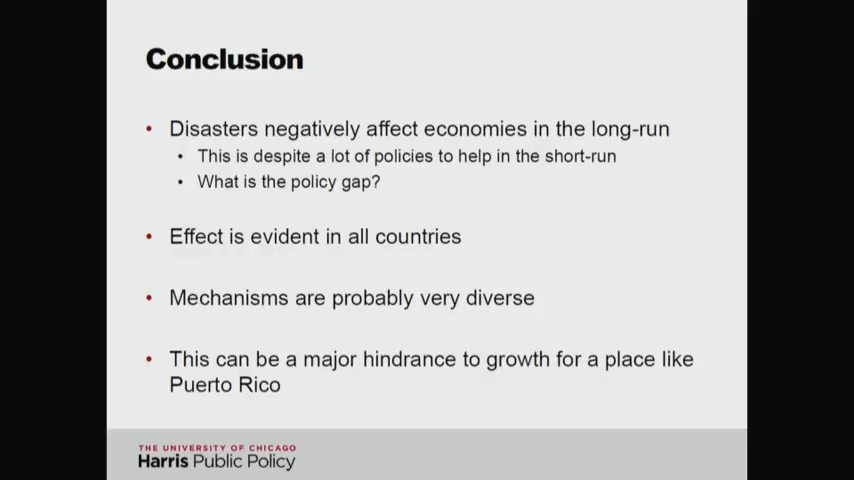 Conclusion
• Disasters negatively affect economies in the long-run
• This is despite a lot of policies to help in the short-run
• What is the policy gap?
• Effect is evident in all countries
• Mechanisms are probably very diverse
• This can be a major hindrance to growth for a place like
Puerto Rico
THE UNIVERSITY OF CHICAGO
Harris Public Policy